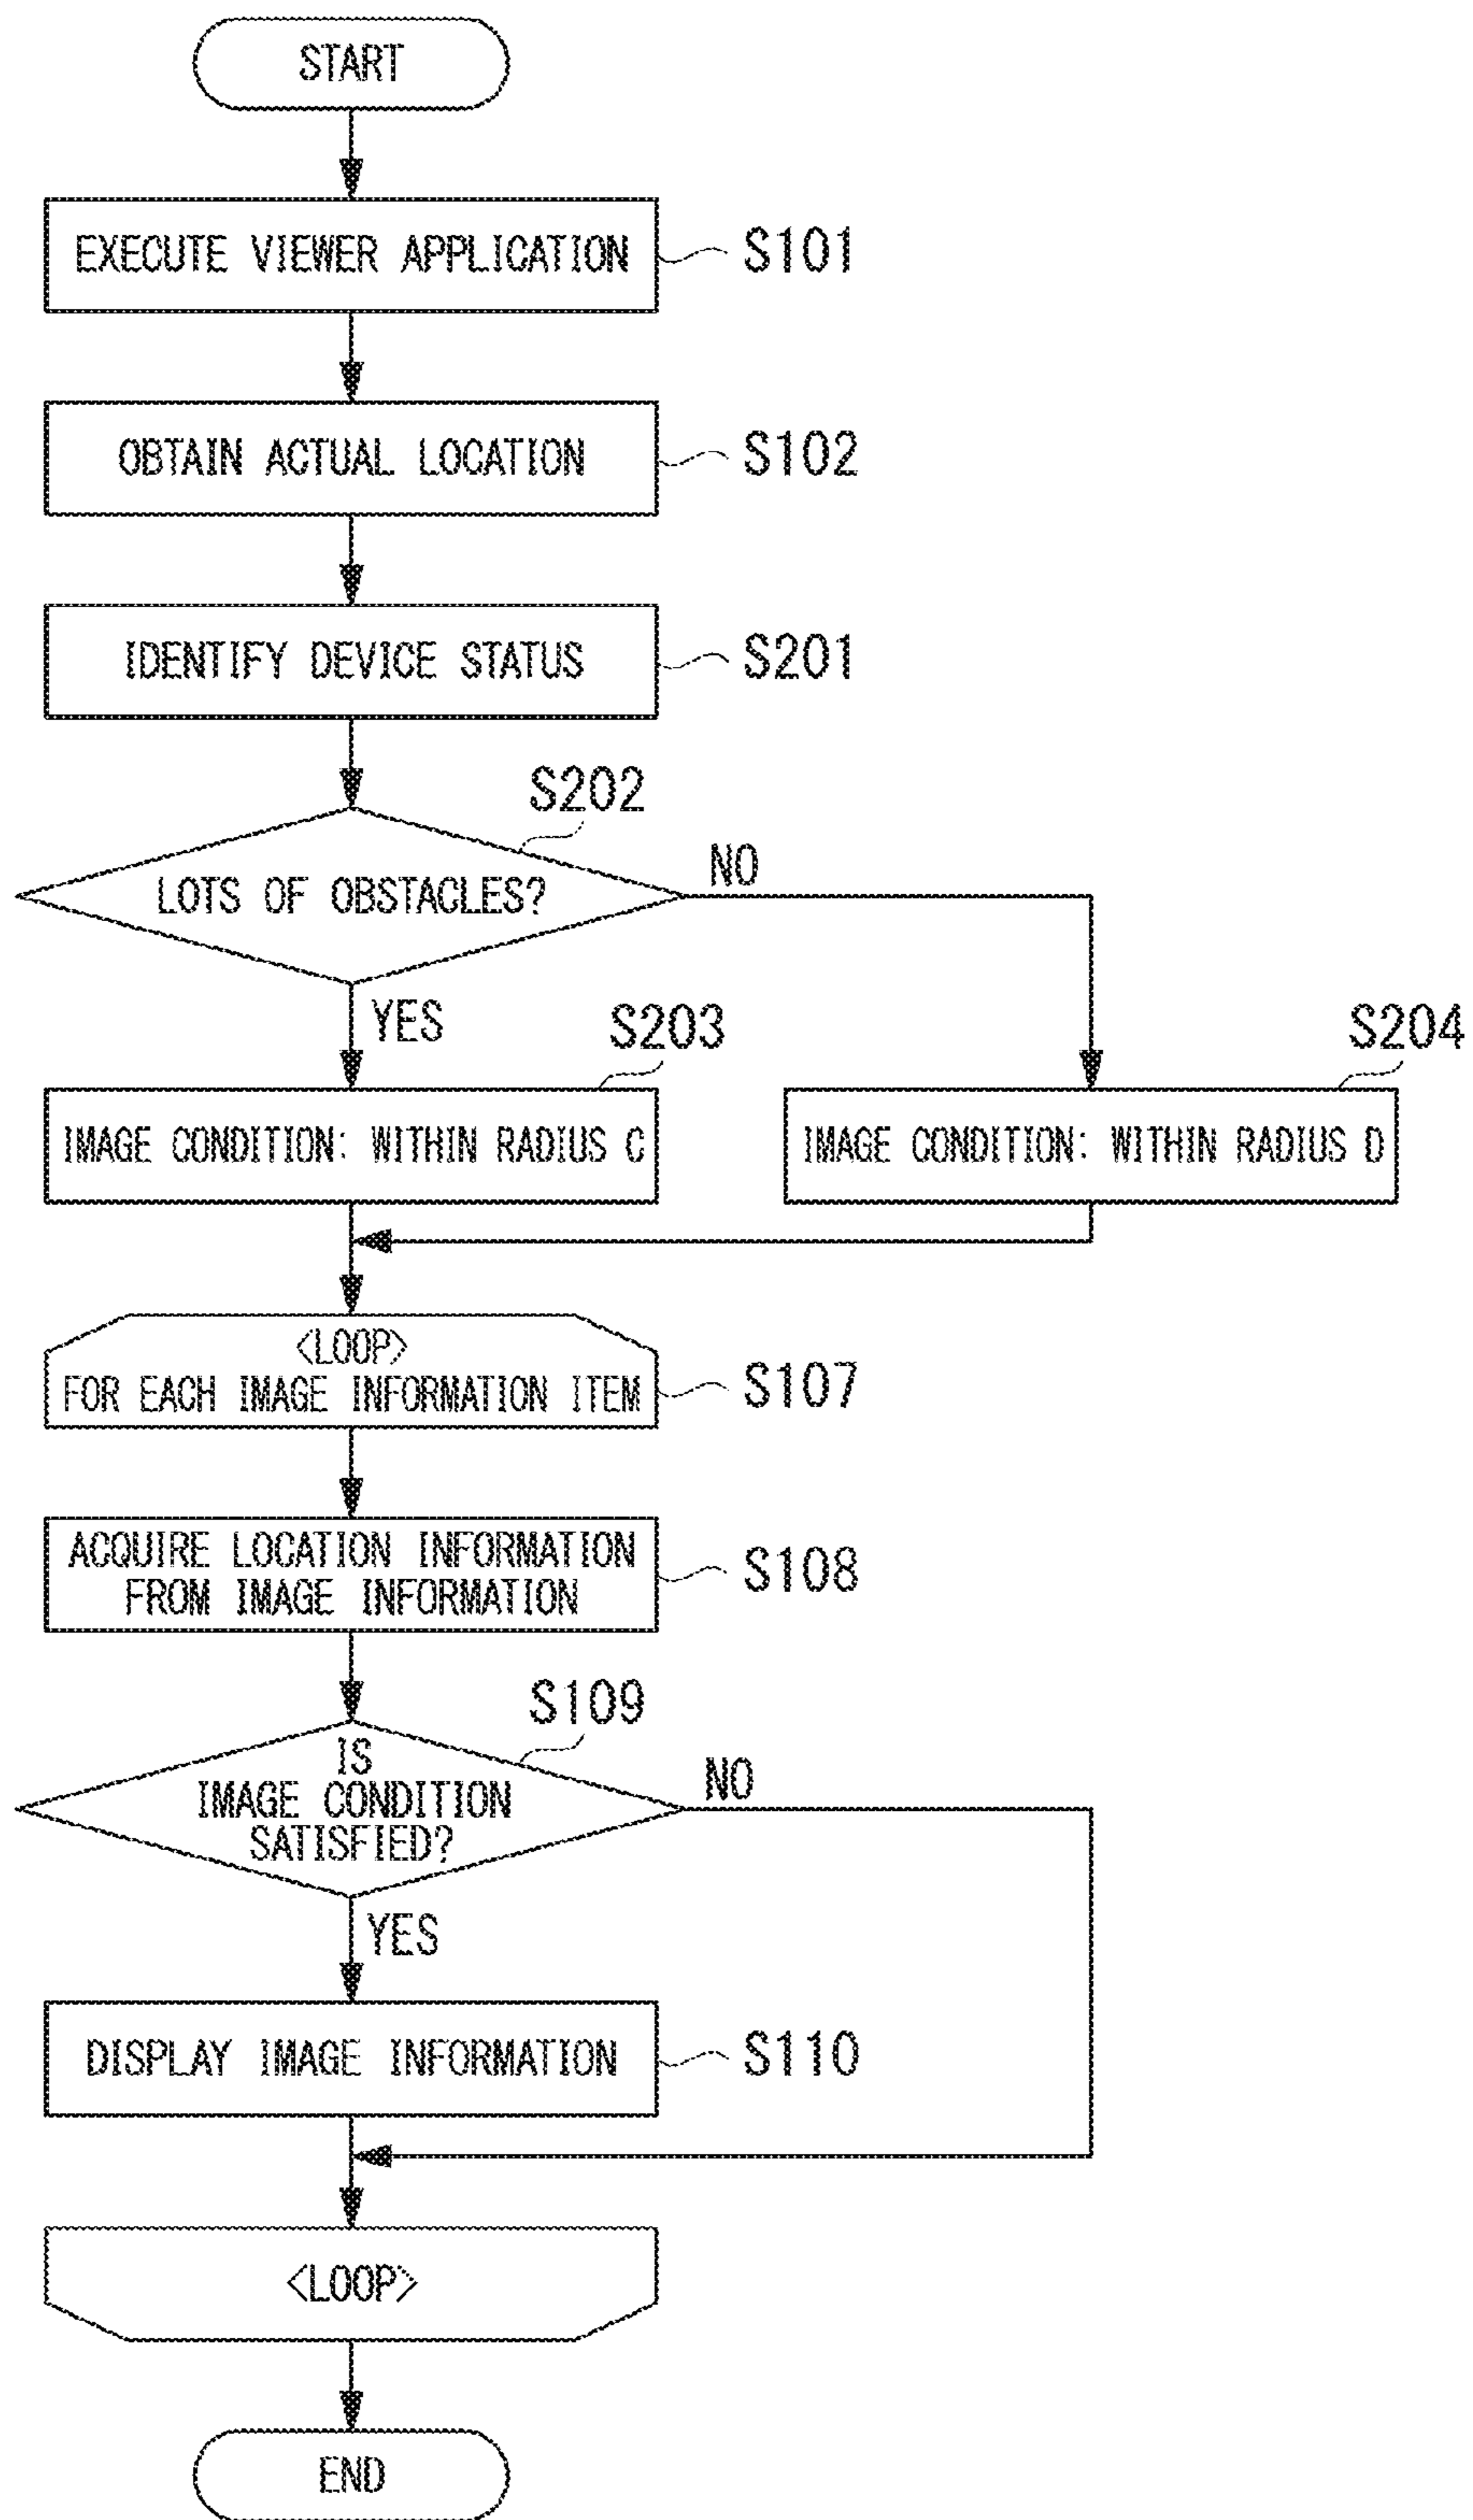 START
EXECUTE VIEWER APPLICATION
S101
OBTAIN ACTUAL LOCATION
S102
IDENTIFY DEVICE STATUS
S201
S202
LOTS OF OBSTACLES?
NO
YES
S203
S204
IMAGE CONDITION: WITHIN RADIUS C
IMAGE CONDITION: WITHIN RADIUS D
<LOOP>
FOR EACH IMAGE INFORMATION ITEM
S107
ACQUIRE LOCATION INFORMATION
FROM IMAGE INFORMATION
S108
S109
IS
IMAGE CONDITION
SATISFIED?
NO
YES
DISPLAY IMAGE INFORMATION
S110
<LOOP>
END